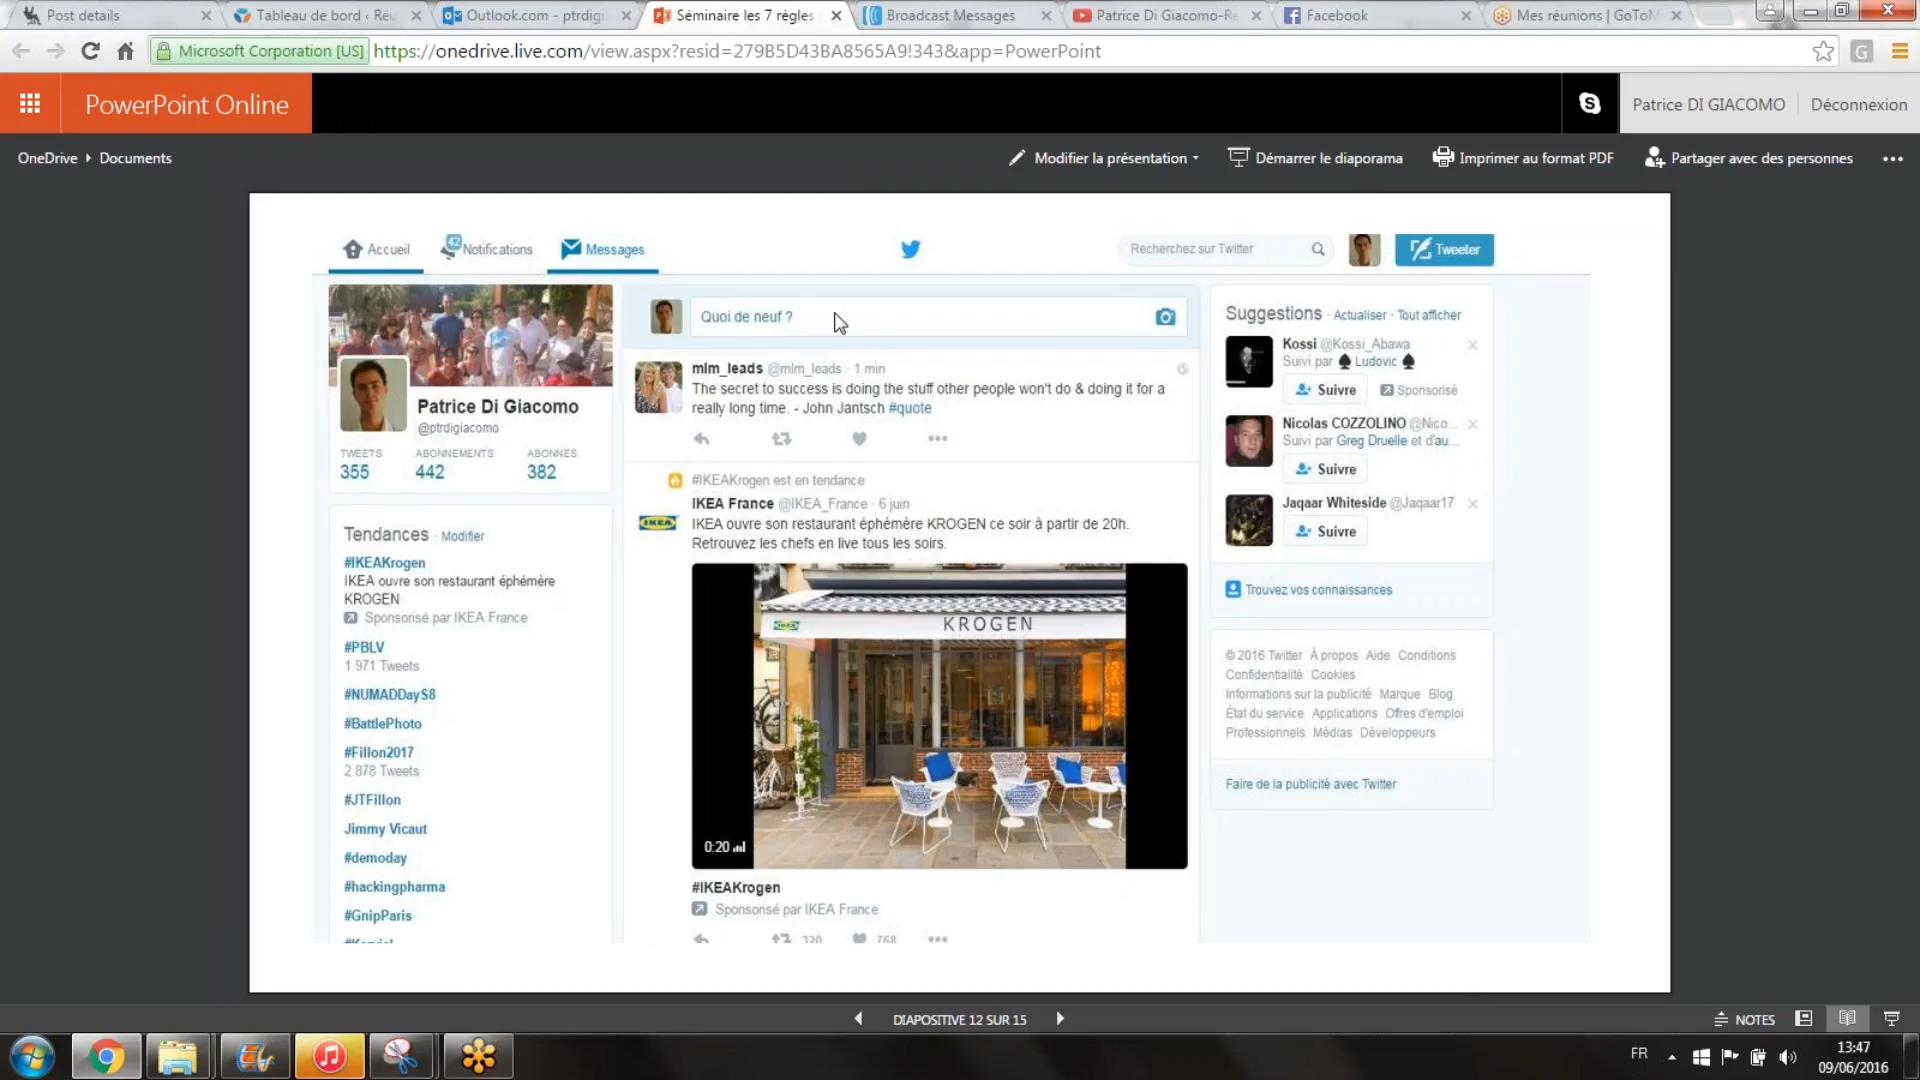 Post details
Tableau de bord ‹ Réu
Outlook.com - ptrdig
Séminaire les 7 règles
Broadcast Messages
Patrice Di Giacomo-Re
Facebook
Mes réunions | GoToM
Microsoft Corporation [US]
https://onedrive.live.com/view.aspx?resid=279B5D43BA8565A9!343&app=PowerPoint
PowerPoint Online
Patrice DI GIACOMO
Déconnexion
OneDrive
Documents
Modifier la présentation
Démarrer le diaporama
Imprimer au format PDF
Partager avec des personnes
Accueil
42
Notifications
Messages
Recherchez sur Twitter
Tweeter
Patrice Di Giacomo
@ptrdigiacomo
TWEETS
ABONNEMENTS
ABONNES
355
442
382
Tendances · Modifier
#IKEAKrogen
IKEA ouvre son restaurant éphémère
KROGEN
Sponsorisé par IKEA France
#PBLV
1 971 Tweets
#NUMADDayS8
#BattlePhoto
#Fillon2017
2 878 Tweets
#JTFillon
Jimmy Vicaut
#demoday
#hackingpharma
#GnipParis
Quoi de neuf ?
mlm_leads @mlm_leads · 1 min
The secret to success is doing the stuff other people won't do & doing it for a
really long time. - John Jantsch #quote
#IKEAKrogen est en tendance
IKEA France @IKEA_France · 6 juin
IKEA
IKEA ouvre son restaurant éphémère KROGEN ce soir à partir de 20h.
Retrouvez les chefs en live tous les soirs.
IKEA
KROGEN
0:20
#IKEAKrogen
Sponsorisé par IKEA France
320
768
Suggestions · Actualiser · Tout afficher
Kossi @Kossi_Abawa
Suivi par ♠ Ludovic ♠
Suivre
Sponsorisé
Nicolas COZZOLINO @Nico...
Suivi par Greg Druelle et d'au...
Suivre
Jaqaar Whiteside @Jaqaar17
Suivre
Trouvez vos connaissances
© 2016 Twitter À propos Aide Conditions
Confidentialité Cookies
Informations sur la publicité Marque Blog
État du service Applications Offres d'emploi
Professionnels Médias Développeurs
Faire de la publicité avec Twitter
DIAPOSITIVE 12 SUR 15
NOTES
FR
13:47
09/06/2016